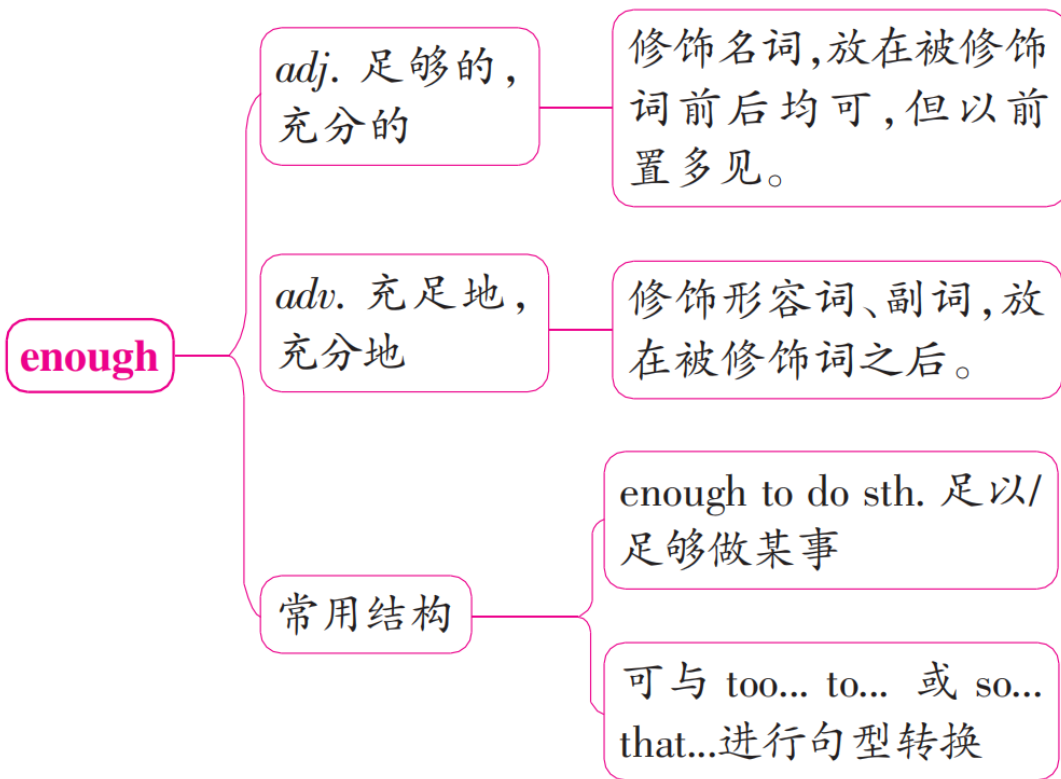 enough
adj. 足够的,
充分的
修饰名词,放在被修饰
词前后均可,但以前
置多见。
adv. 充足地,
充分地
修饰形容词、副词,放
在被修饰词之后。
常用结构
enough to do sth. 足以/
足够做某事
可与 too... to... 或 so...
that...进行句型转换